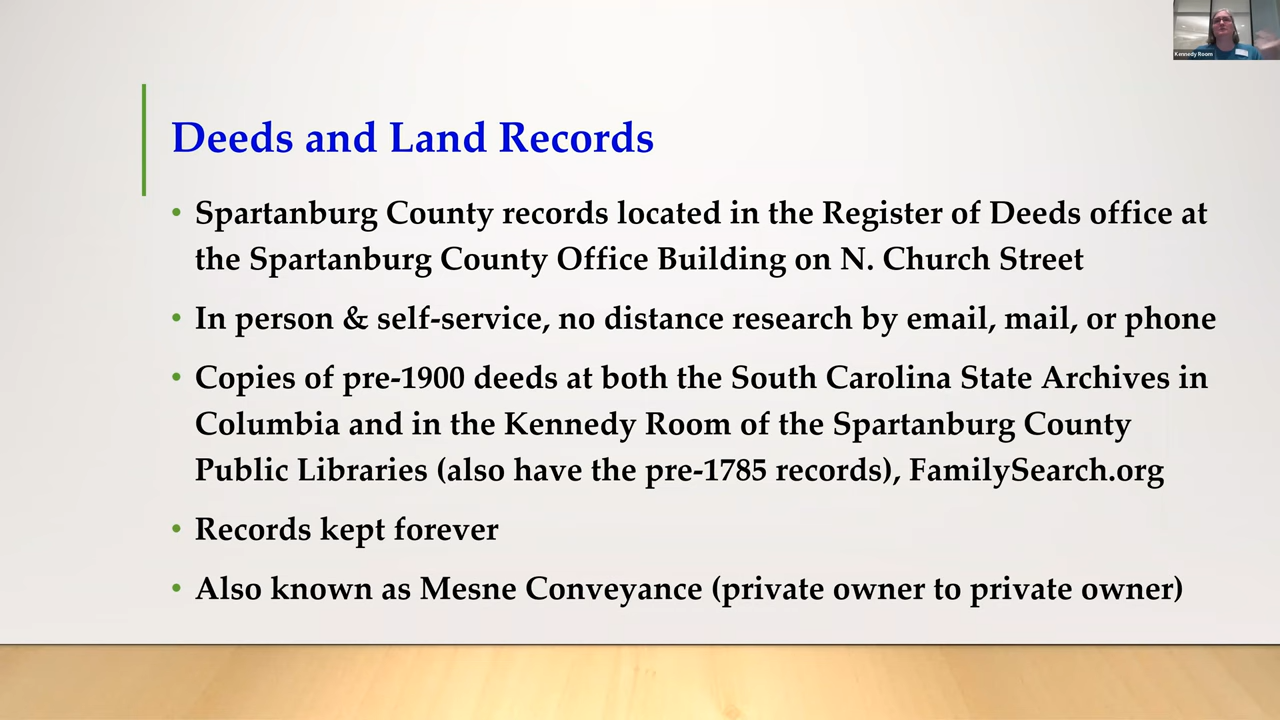 Kennedy Room
Deeds and Land Records
• Spartanburg County records located in the Register of Deeds office at
the Spartanburg County Office Building on N. Church Street
• In person & self-service, no distance research by email, mail, or phone
• Copies of pre-1900 deeds at both the South Carolina State Archives in
Columbia and in the Kennedy Room of the Spartanburg County
Public Libraries (also have the pre-1785 records), FamilySearch.org
• Records kept forever
• Also known as Mesne Conveyance (private owner to private owner)